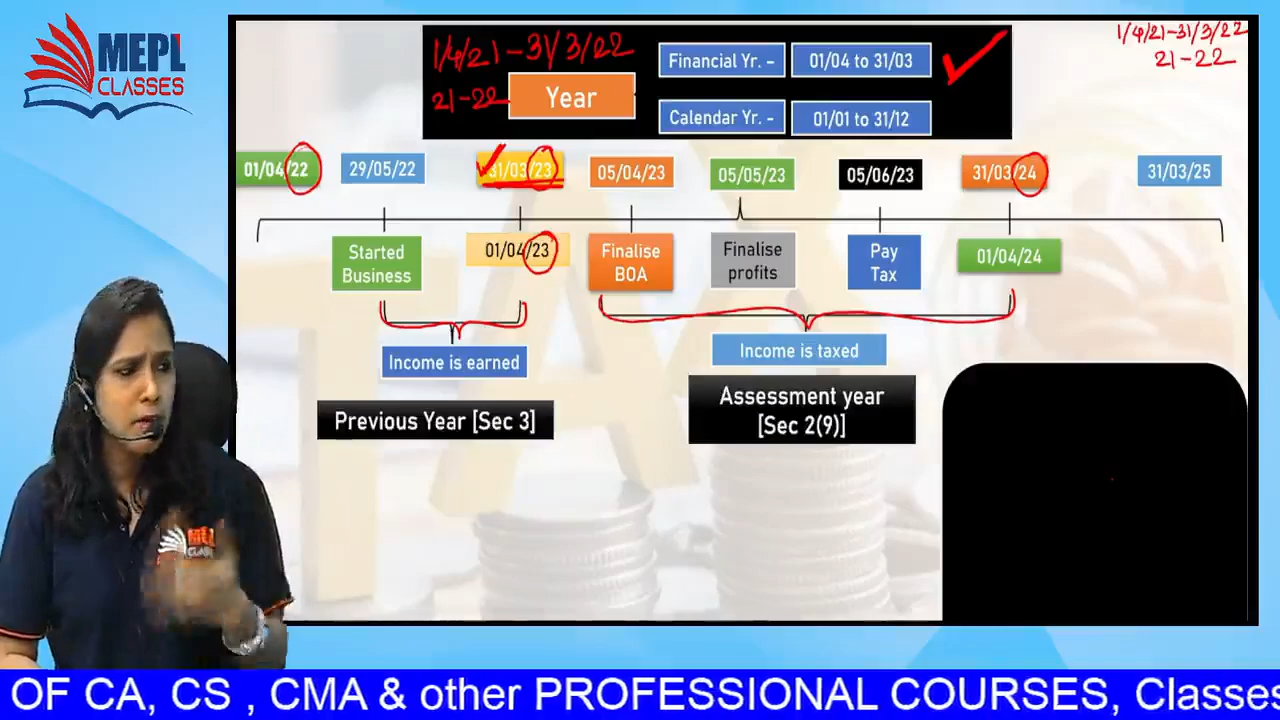 MEPL
CLASSES
1/4/21-31/3/22
21-22
Year
Financial Yr. -
01/04 to 31/03
Calendar Yr. -
01/01 to 31/12
1/4/21-31/3/22
21-22
01/04/22
29/05/22
31/03/23
05/04/23
05/05/23
05/06/23
31/03/24
31/03/25
Started
Business
01/04/23
Finalise
BOA
Finalise
profits
Pay
Tax
01/04/24
Income is earned
Income is taxed
Previous Year [Sec 3]
Assessment year
[Sec 2(9)]
OF CA, CS , CMA & other PROFESSIONAL COURSES, Classes